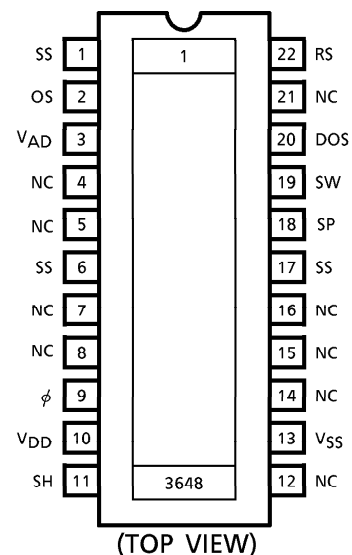 SS 1 1 22 RS
OS 2 21 NC
VAD 3 20 DOS
NC 4 19 SW
NC 5 18 SP
SS 6 17 SS
NC 7 16 NC
NC 8 15 NC
ϕ 9 14 NC
VDD 10 13 VSS
SH 11 3648 12 NC
(TOP VIEW)